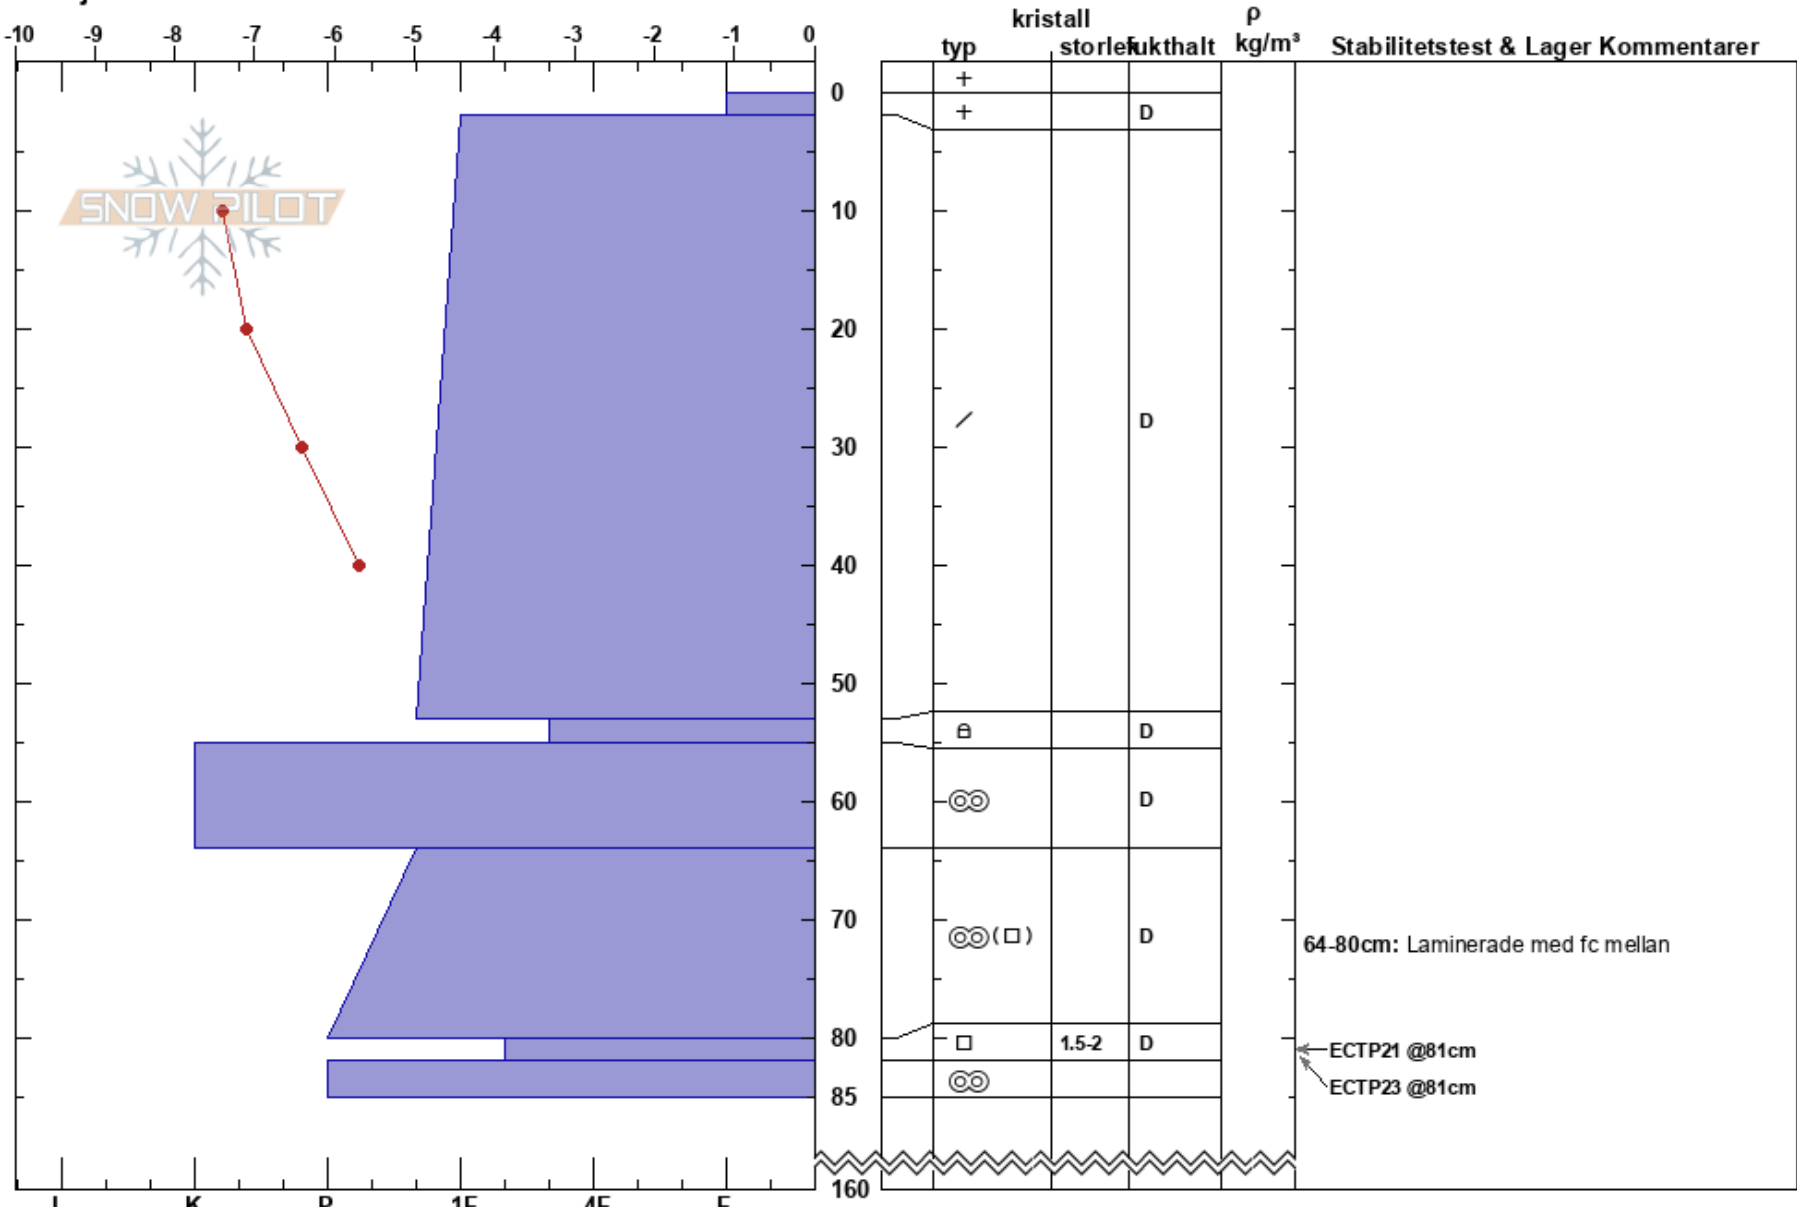 -10 -9 -8 -7 -6 -5 -4 -3 -2 -1 0
kristall
typ storlek fukthalt
ρ
kg/m³
Stabilitetstest & Lager Kommentarer
0
+
+ D
SNOW PILOT
10
20
/ D
30
40
50
D
60 D
70
(□) D
64-80cm: Laminerade med fc mellan
80
□ 1.5-2 D
ECTP21 @81cm
ECTP23 @81cm
85
160
I K P 1F 4F F